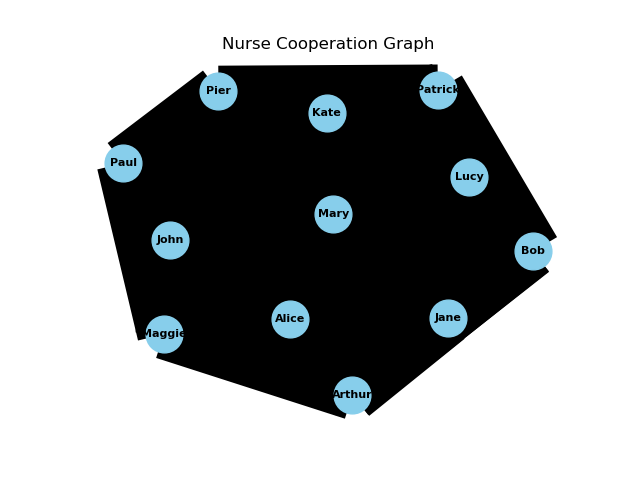 Nurse Cooperation Graph
Pier
Patrick
Kate
Paul
Lucy
Mary
John
Bob
Maggie
Alice
Jane
Arthur